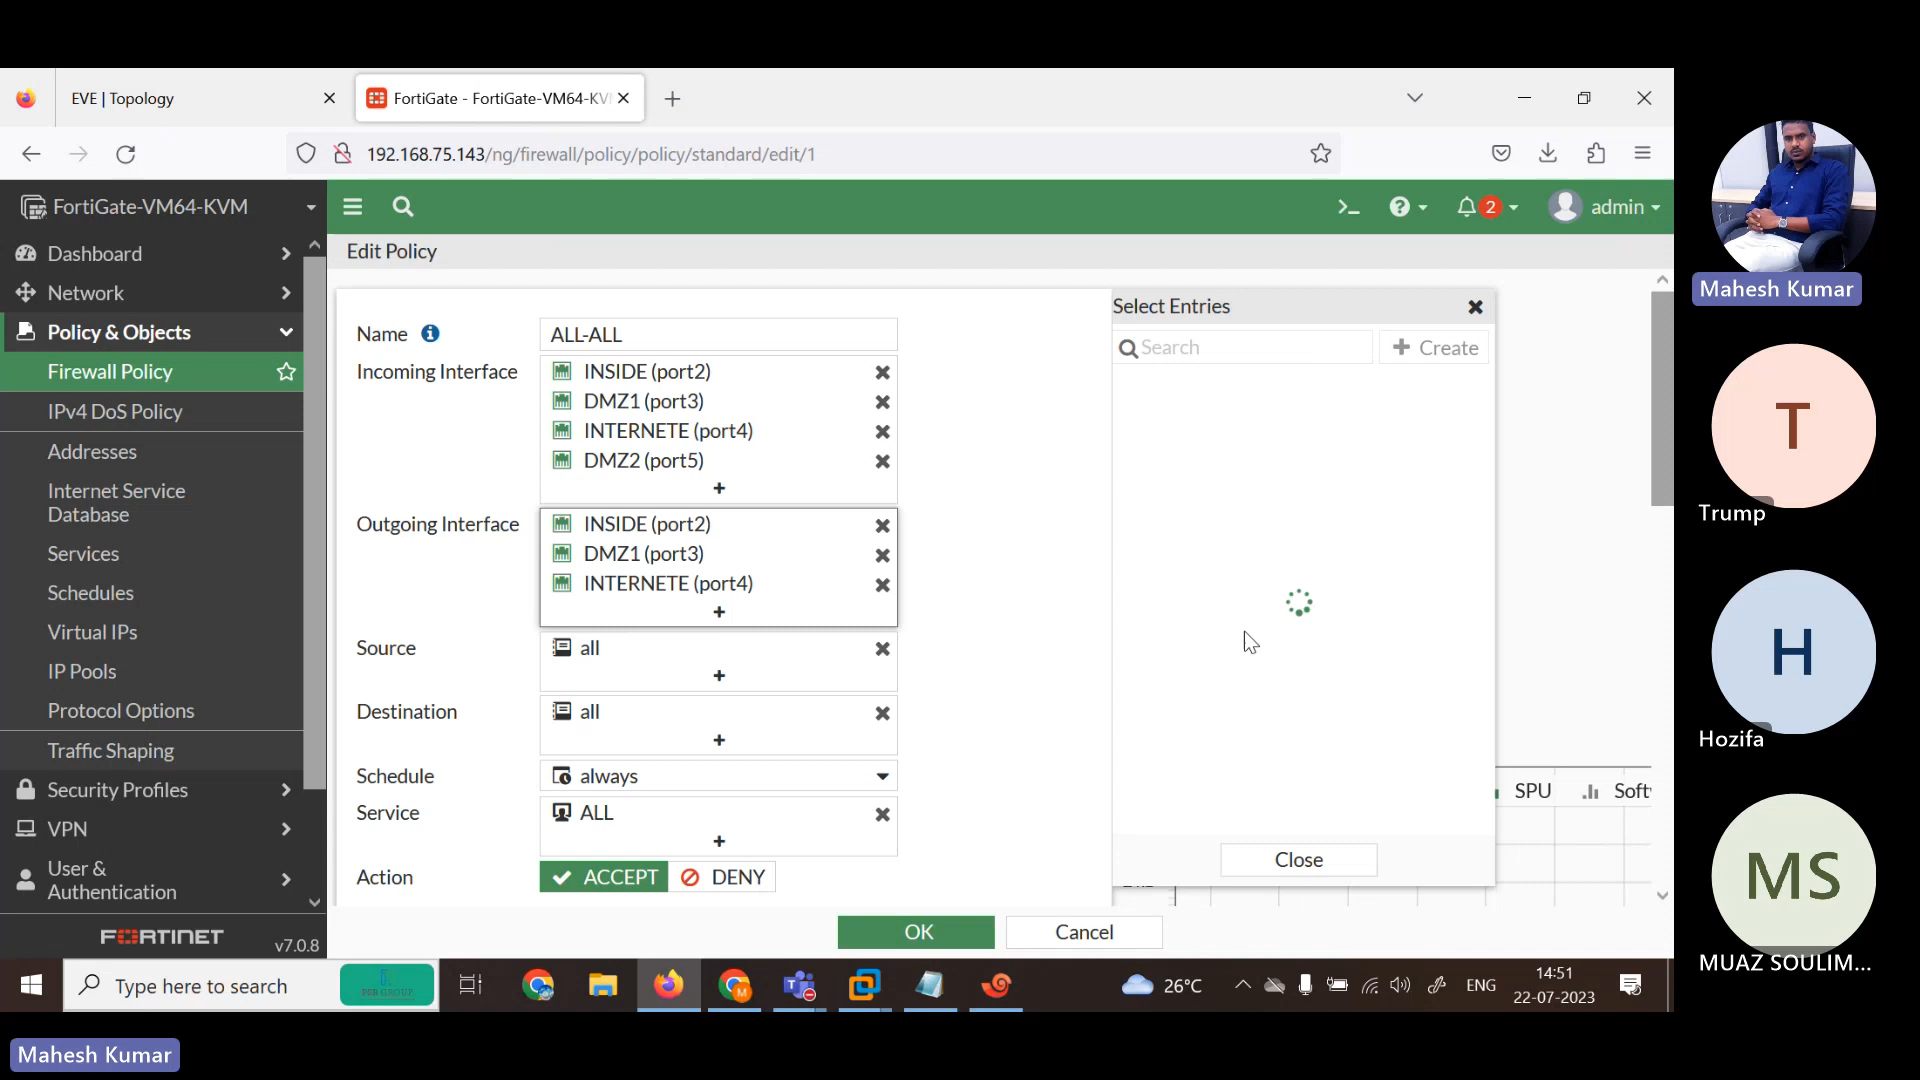 EVE | Topology
FortiGate - FortiGate-VM64-KV
192.168.75.143/ng/firewall/policy/policy/standard/edit/1
FortiGate-VM64-KVM
>_
2
admin
Dashboard
Network
Policy & Objects
Firewall Policy
IPv4 DoS Policy
Addresses
Internet Service
Database
Services
Schedules
Virtual IPs
IP Pools
Protocol Options
Traffic Shaping
Security Profiles
VPN
User &
Authentication
FORTINET
v7.0.8
Edit Policy
Name
ALL-ALL
Incoming Interface
INSIDE (port2)
DMZ1 (port3)
INTERNETE (port4)
DMZ2 (port5)
Outgoing Interface
INSIDE (port2)
DMZ1 (port3)
INTERNETE (port4)
Source
all
Destination
all
Schedule
always
Service
ALL
Action
ACCEPT
DENY
Select Entries
Search
Create
Close
SPU
Soft
OK
Cancel
Type here to search
PSR GROUP
26°C
ENG
14:51
22-07-2023
Mahesh Kumar
T
Trump
H
Hozifa
MS
MUAZ SOULIM...
Mahesh Kumar